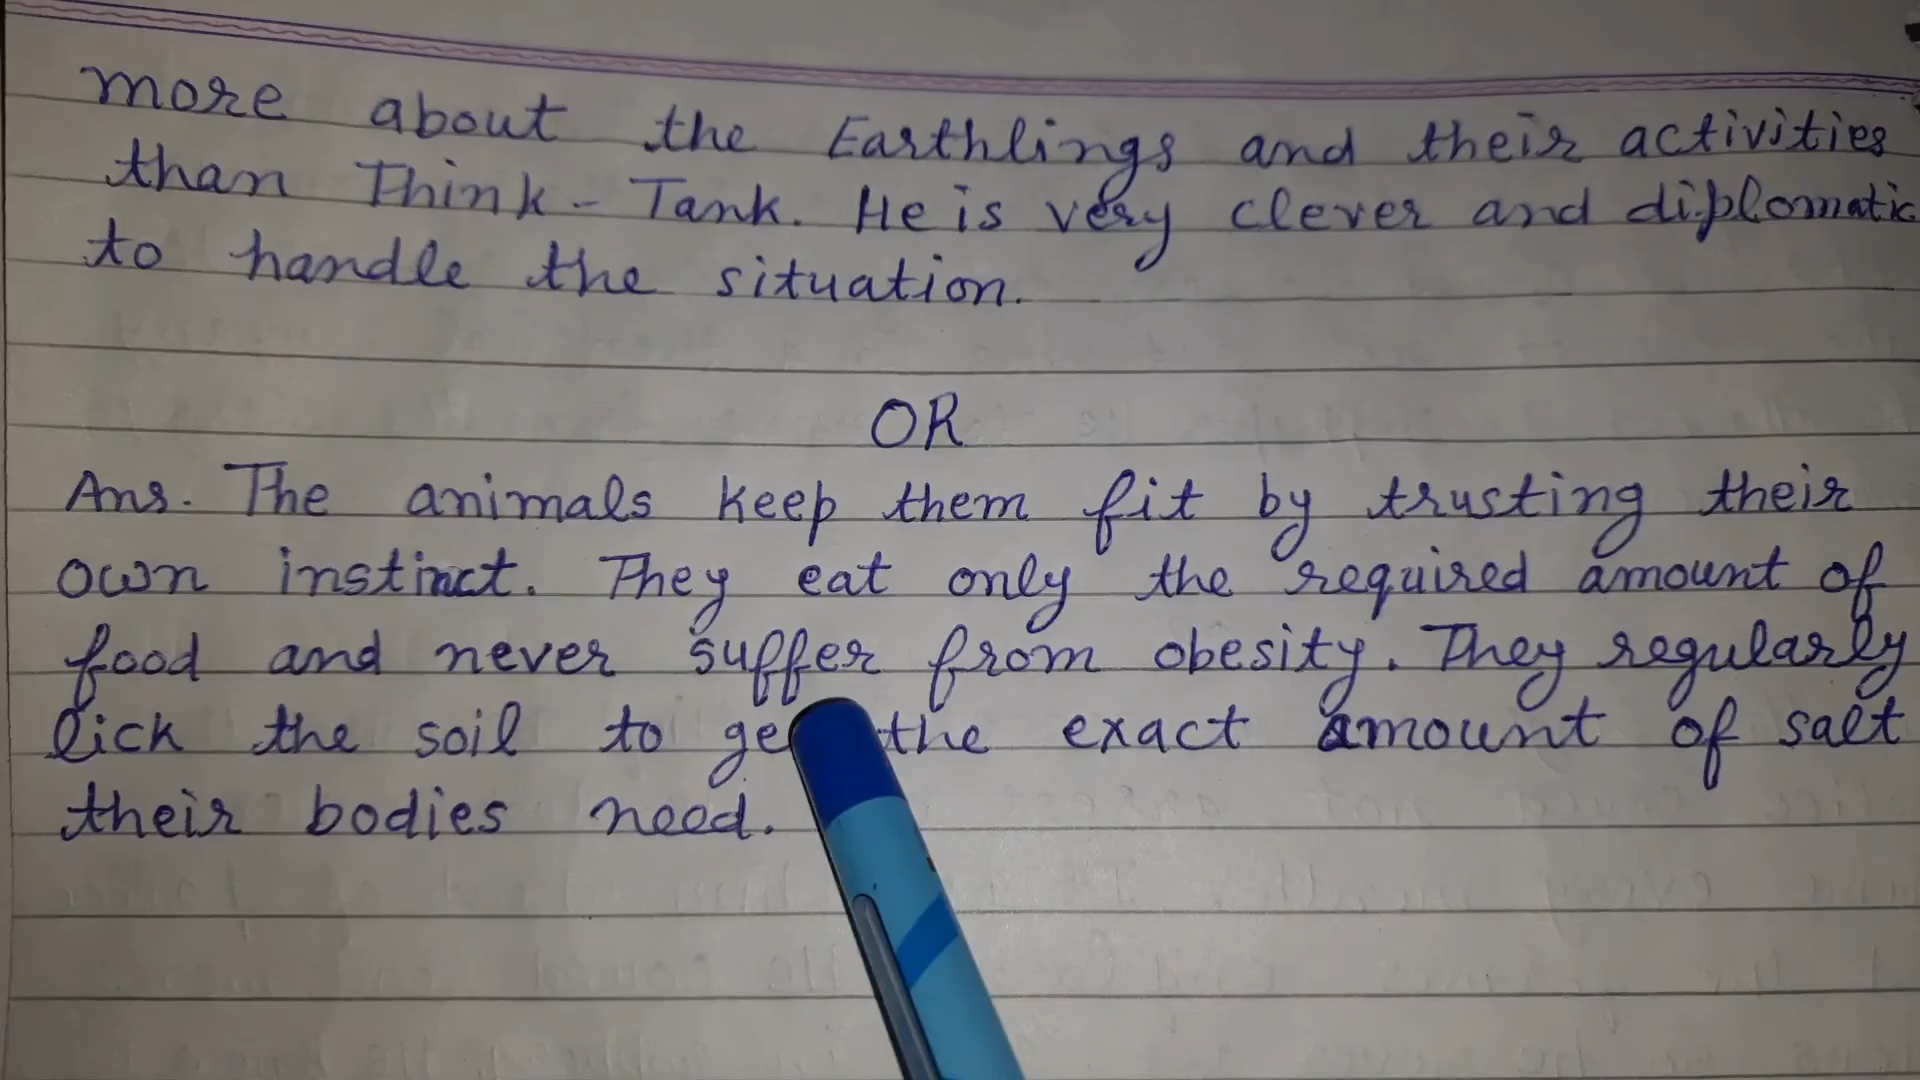 more about the Earthlings and their activities
than Think-Tank. He is very clever and diplomatic
to handle the situation.
OR
Ans. The animals keep them fit by trusting their
own instinct. They eat only the required amount of
food and never suffer from obesity. They regularly
lick the soil to ge the exact amount of salt
their bodies need.